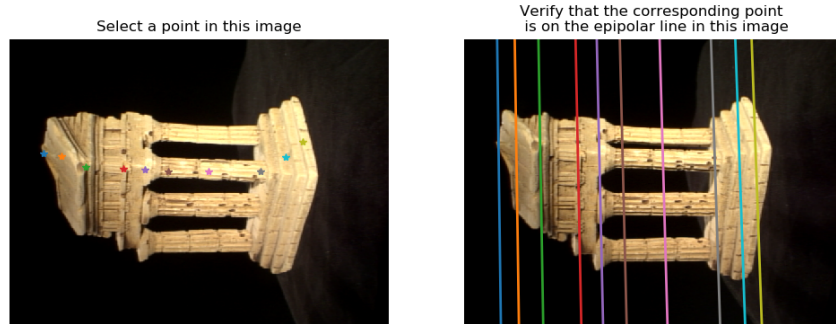 Select a point in this image
Verify that the corresponding point
is on the epipolar line in this image